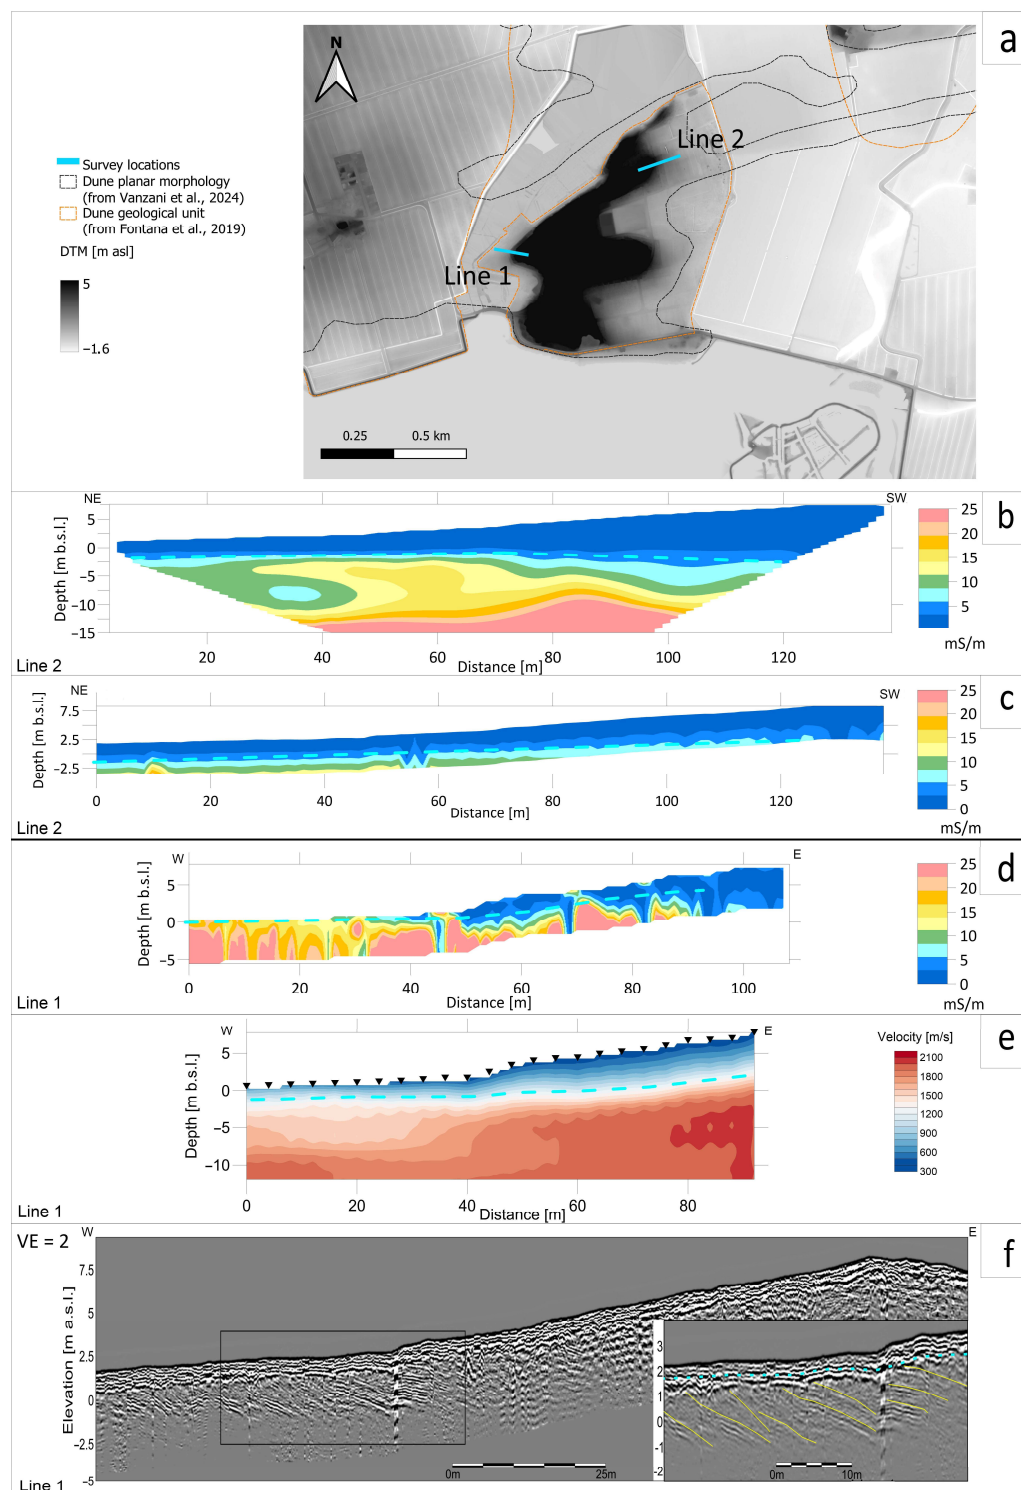 a
N
Line 2
Line 1
Survey locations
Dune planar morphology
(from Vanzani et al., 2024)
Dune geological unit
(from Fontana et al., 2019)
DTM [m asl]
5
−1.6
0.25 0.5 km
b
NE SW
Depth [m b.s.l.]
5
0
−5
−10
−15
20 40 60 80 100 120
Distance [m]
Line 2
25
20
15
10
5
mS/m
c
NE SW
Depth [m b.s.l.]
7.5
2.5
−2.5
0 20 40 60 80 100 120
Distance [m]
Line 2
25
20
15
10
5
0
mS/m
d
W E
Depth [m b.s.l.]
5
0
−5
0 20 40 60 80 100
Distance [m]
Line 1
25
20
15
10
5
0
mS/m
e
W E
Depth [m b.s.l.]
5
0
−5
−10
0 20 40 60 80
Distance [m]
Line 1
Velocity [m/s]
2100
1800
1500
1200
900
600
300
f
VE = 2
W E
Elevation [m a.s.l.]
7.5
5
2.5
0
−2.5
−5
0m 25m
3
2
1
0
-1
-2
0m 10m
Line 1